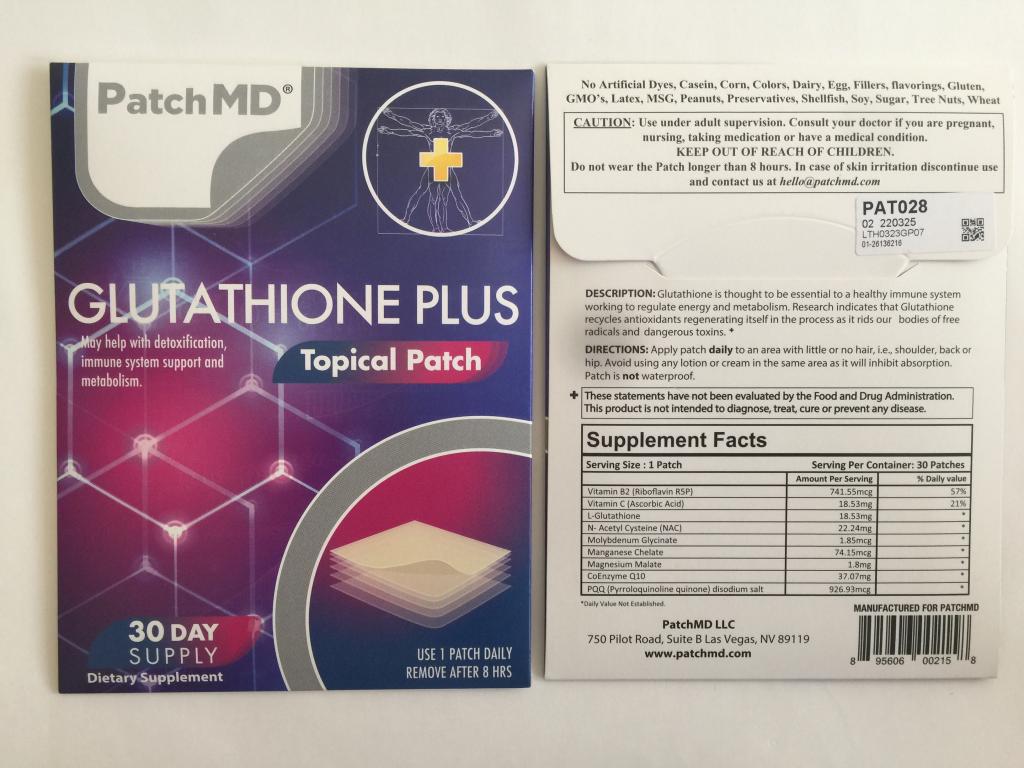 PatchMD®
GLUTATHIONE PLUS
May help with detoxification,
immune system support and
metabolism.
Topical Patch
30 DAY
SUPPLY
Dietary Supplement
USE 1 PATCH DAILY
REMOVE AFTER 8 HRS
No Artificial Dyes, Casein, Corn, Colors, Dairy, Egg, Fillers, flavorings, Gluten,
GMO's, Latex, MSG, Peanuts, Preservatives, Shellfish, Soy, Sugar, Tree Nuts, Wheat
CAUTION: Use under adult supervision. Consult your doctor if you are pregnant,
nursing, taking medication or have a medical condition.
KEEP OUT OF REACH OF CHILDREN.
Do not wear the Patch longer than 8 hours. In case of skin irritation discontinue use
and contact us at hello@patchmd.com
PAT028
02 220325
LTH0323GP07
01-26136216
DESCRIPTION: Glutathione is thought to be essential to a healthy immune system
working to regulate energy and metabolism. Research indicates that Glutathione
recycles antioxidants regenerating itself in the process as it rids our bodies of free
radicals and dangerous toxins. +
DIRECTIONS: Apply patch daily to an area with little or no hair, i.e., shoulder, back or
hip. Avoid using any lotion or cream in the same area as it will inhibit absorption.
Patch is not waterproof.
+ These statements have not been evaluated by the Food and Drug Administration.
This product is not intended to diagnose, treat, cure or prevent any disease.
Supplement Facts
Serving Size : 1 Patch Serving Per Container: 30 Patches
Amount Per Serving % Daily value
Vitamin B2 (Riboflavin R5P) 741.55mcg 57%
Vitamin C (Ascorbic Acid) 18.53mg 21%
L-Glutathione 18.53mg *
N- Acetyl Cysteine (NAC) 22.24mg *
Molybdenum Glycinate 1.85mcg *
Manganese Chelate 74.15mcg *
Magnesium Malate 1.8mg *
CoEnzyme Q10 37.07mg *
PQQ (Pyrroloquinoline quinone) disodium salt 926.93mcg *
*Daily Value Not Established.
PatchMD LLC
750 Pilot Road, Suite B Las Vegas, NV 89119
www.patchmd.com
MANUFACTURED FOR PATCHMD
8 95606 00215 8